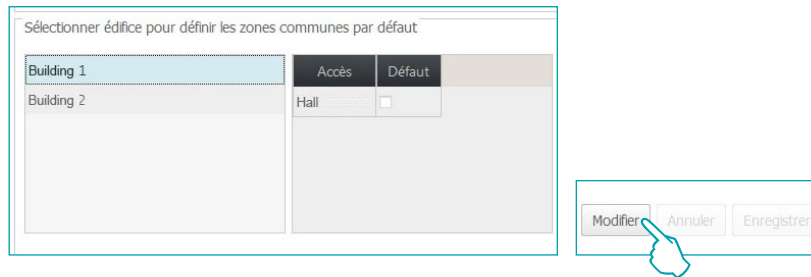 Sélectionner édifice pour définir les zones communes par défaut
Building 1
Building 2
Accès Défaut
Hall
Modifier Annuler Enregistrer